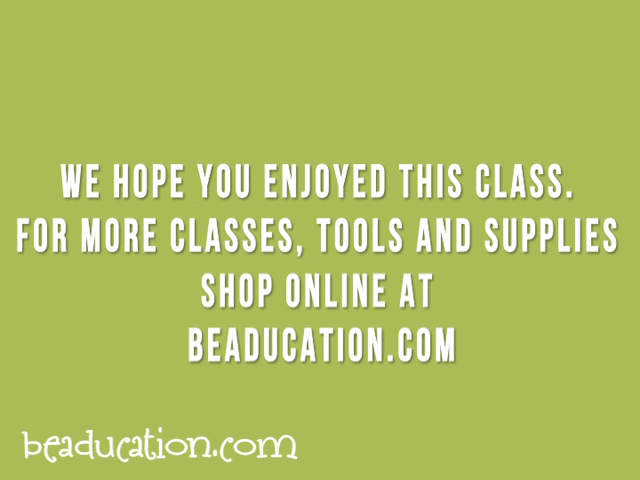 WE HOPE YOU ENJOYED THIS CLASS.
FOR MORE CLASSES, TOOLS AND SUPPLIES
SHOP ONLINE AT
BEADUCATION.COM
beaducation.com